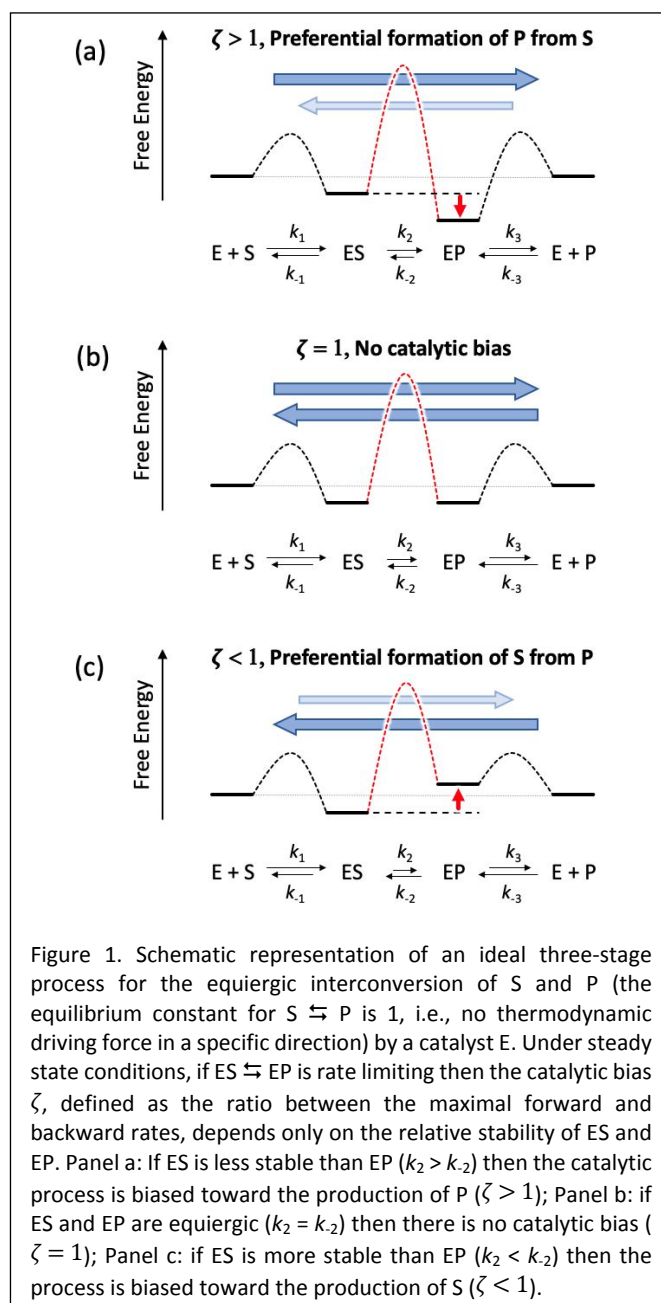 (a)
ζ > 1, Preferential formation of P from S
Free Energy
E + S k1 k-1 ES k2 k-2 EP k3 k-3 E + P
(b)
ζ = 1, No catalytic bias
Free Energy
E + S k1 k-1 ES k2 k-2 EP k3 k-3 E + P
(c)
ζ < 1, Preferential formation of S from P
Free Energy
E + S k1 k-1 ES k2 k-2 EP k3 k-3 E + P
Figure 1. Schematic representation of an ideal three-stage
process for the equiergic interconversion of S and P (the
equilibrium constant for S ⇆ P is 1, i.e., no thermodynamic
driving force in a specific direction) by a catalyst E. Under steady
state conditions, if ES ⇆ EP is rate limiting then the catalytic bias
ζ, defined as the ratio between the maximal forward and
backward rates, depends only on the relative stability of ES and
EP. Panel a: If ES is less stable than EP (k2 > k-2) then the catalytic
process is biased toward the production of P (ζ > 1); Panel b: if
ES and EP are equiergic (k2 = k-2) then there is no catalytic bias (
ζ = 1); Panel c: if ES is more stable than EP (k2 < k-2) then the
process is biased toward the production of S (ζ < 1).